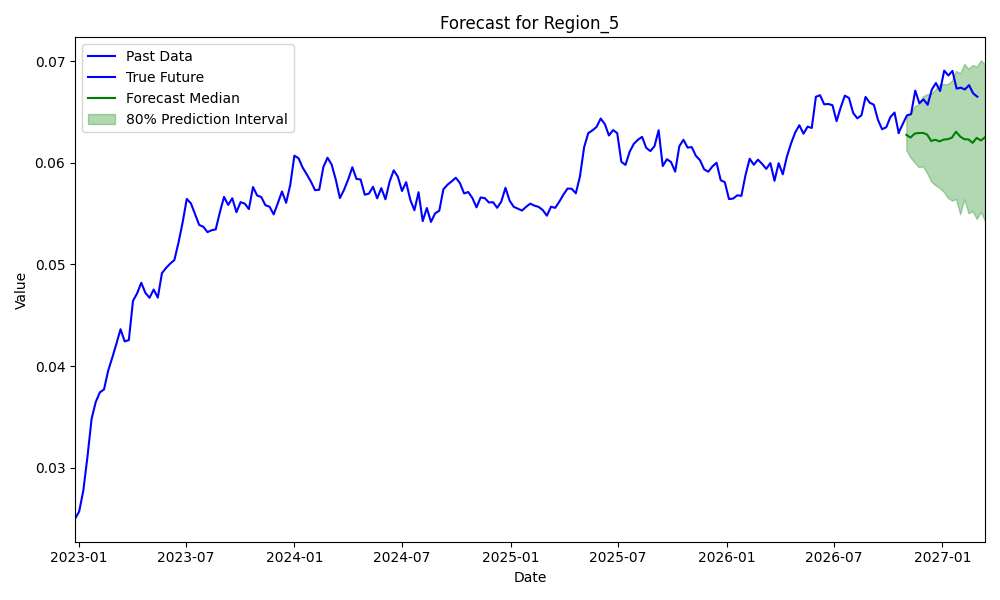 Forecast for Region_5
Past Data
True Future
Forecast Median
80% Prediction Interval
0.07
0.06
0.05
0.04
0.03
Value
2023-01 2023-07 2024-01 2024-07 2025-01 2025-07 2026-01 2026-07 2027-01
Date